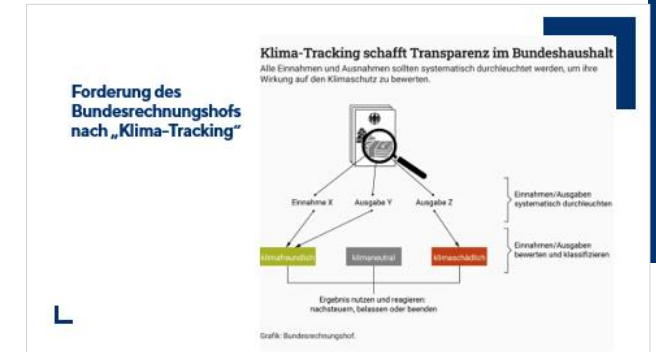 Forderung des
Bundesrechnungshofs
nach „Klima-Tracking“
Klima-Tracking schafft Transparenz im Bundeshaushalt
Alle Einnahmen und Ausnahmen sollten systematisch durchleuchtet werden, um ihre
Wirkung auf den Klimaschutz zu bewerten.
Einnahme X
Ausgabe Y
Ausgabe Z
Einnahmen/Ausgaben
systematisch durchleuchten
klimafreundlich
klimaneutral
klimaschädlich
Einnahmen/Ausgaben
bewerten und klassifizieren
Ergebnis nutzen und reagieren:
nachsteuern, belassen oder beenden
Grafik: Bundesrechnungshof.